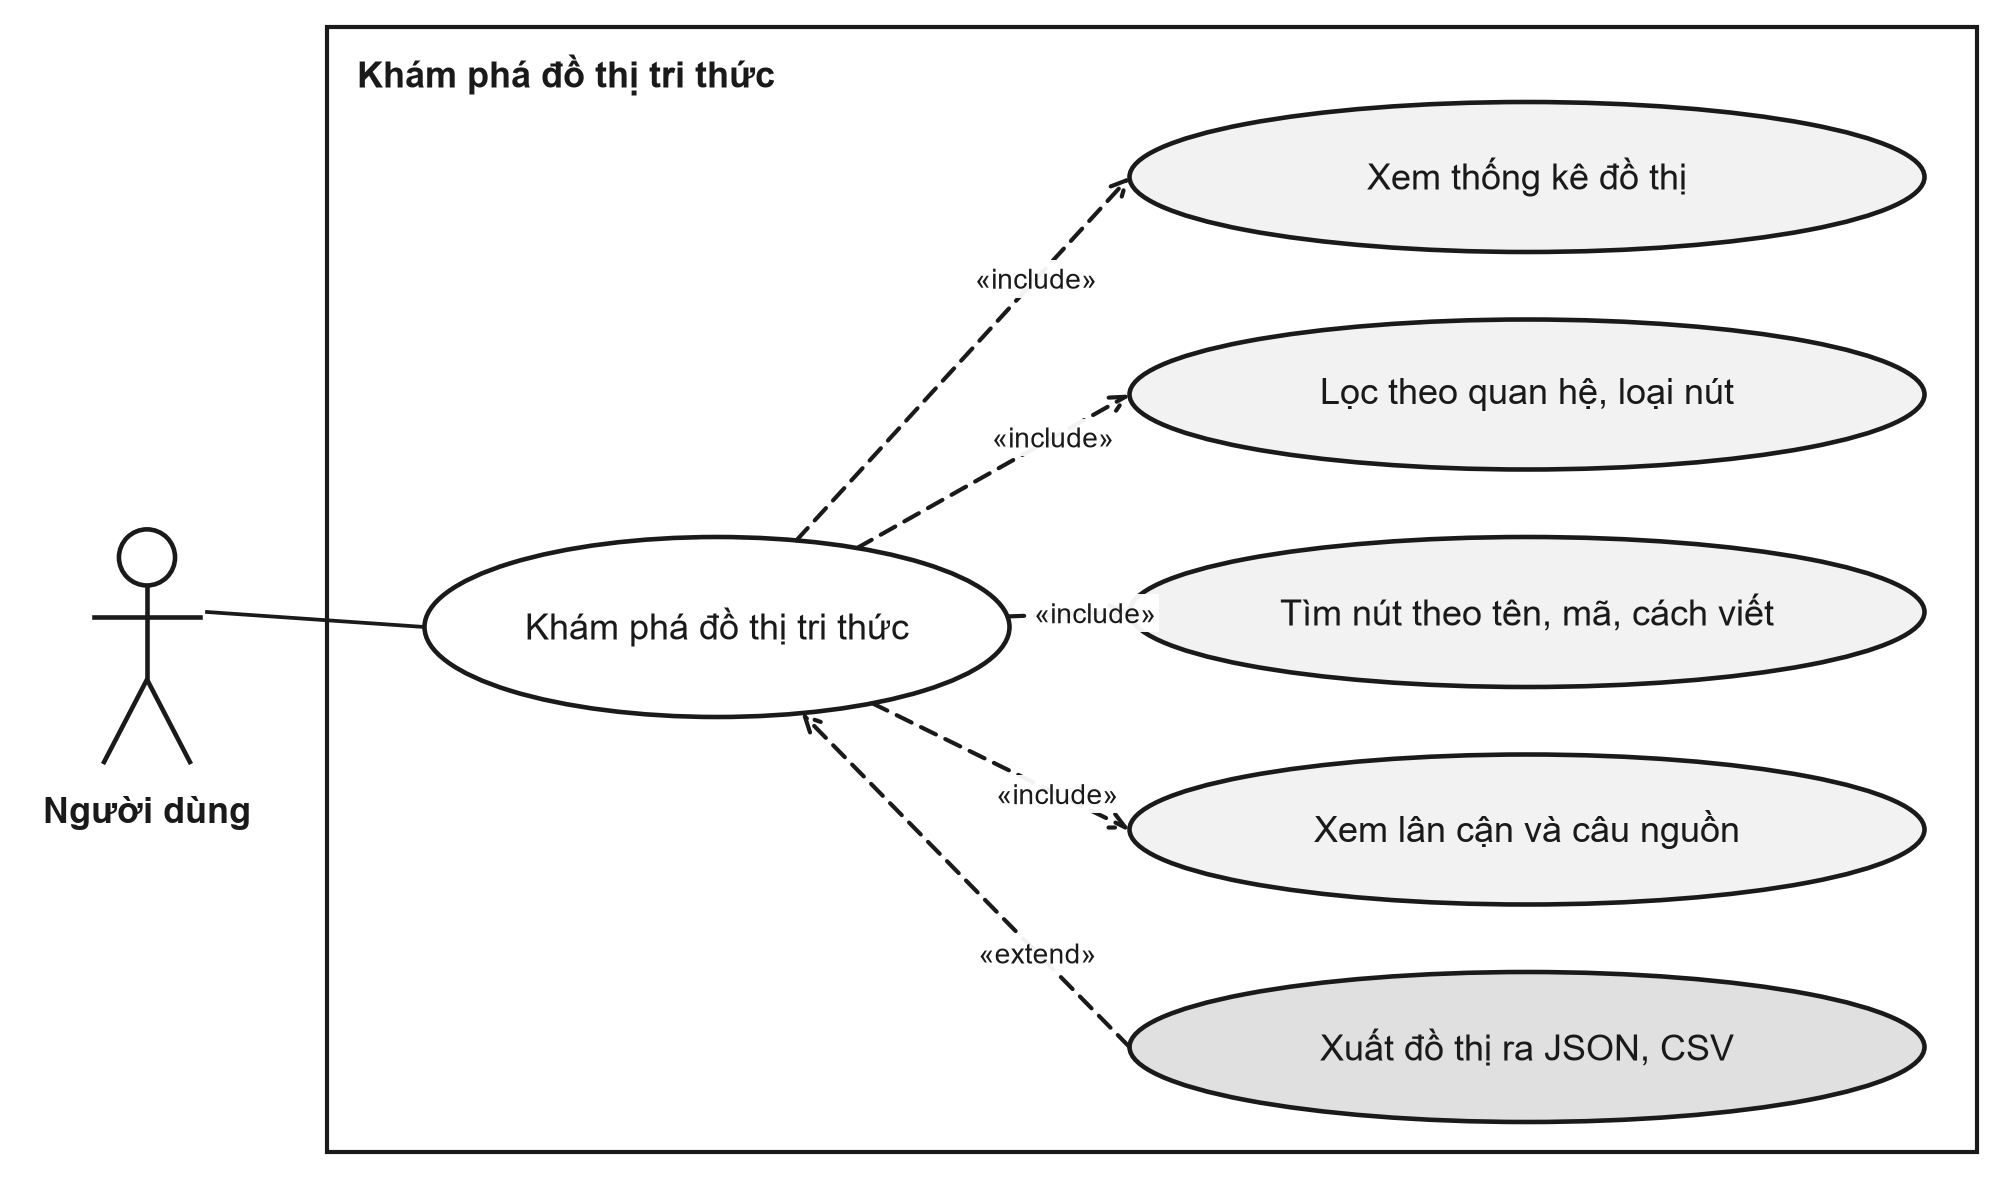 Khám phá đồ thị tri thức
Xem thống kê đồ thị
«include»
Lọc theo quan hệ, loại nút
«include»
Khám phá đồ thị tri thức
«include»
Tìm nút theo tên, mã, cách viết
Người dùng
«include»
Xem lân cận và câu nguồn
«extend»
Xuất đồ thị ra JSON, CSV